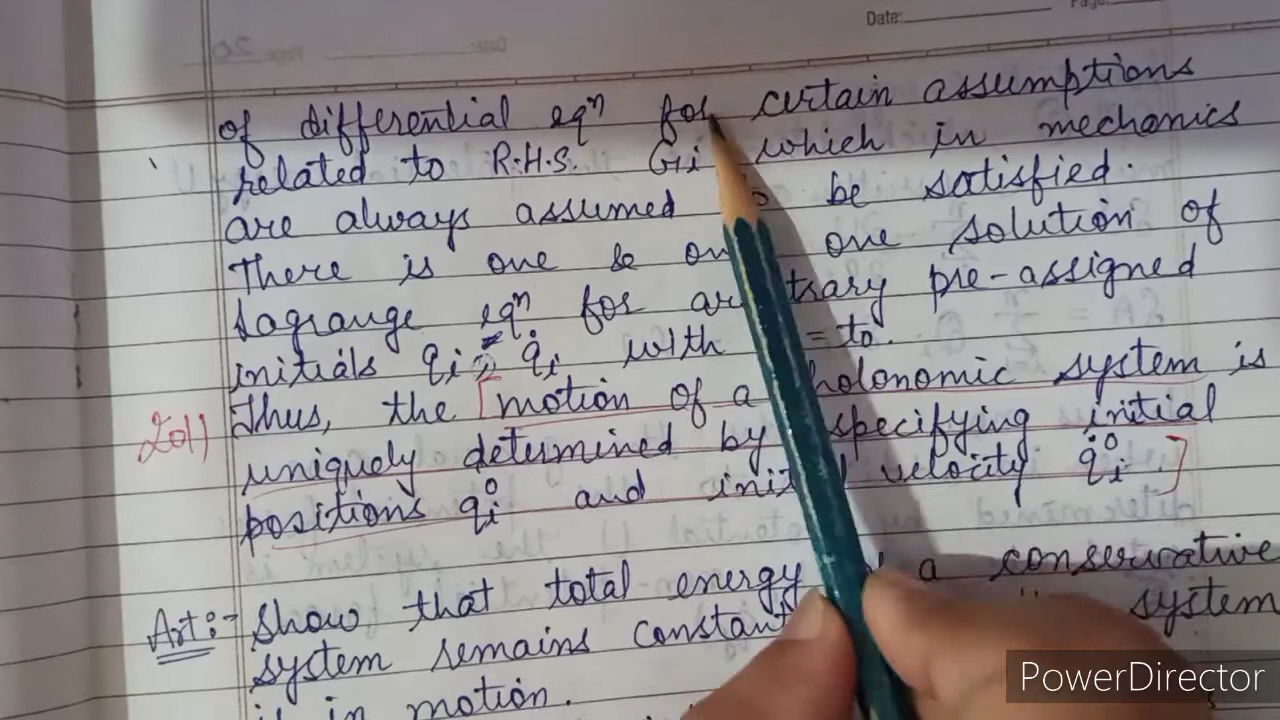 Date:
of differential eqⁿ for certain assumptions
related to R.H.S. Gi which in mechanics
are always assumed be satisfied.
There is one & one solution of
Lagrange eqⁿ for pre-assigned
initials qi, q̇i with = to.
Thus, the [motion of a holonomic system is
2011
uniquely determined by specifying initial
positions qi⁰ and velocity q̇i⁰.]
Art:- Show that total energy a conservative
system remains constant system
in motion.
PowerDirector